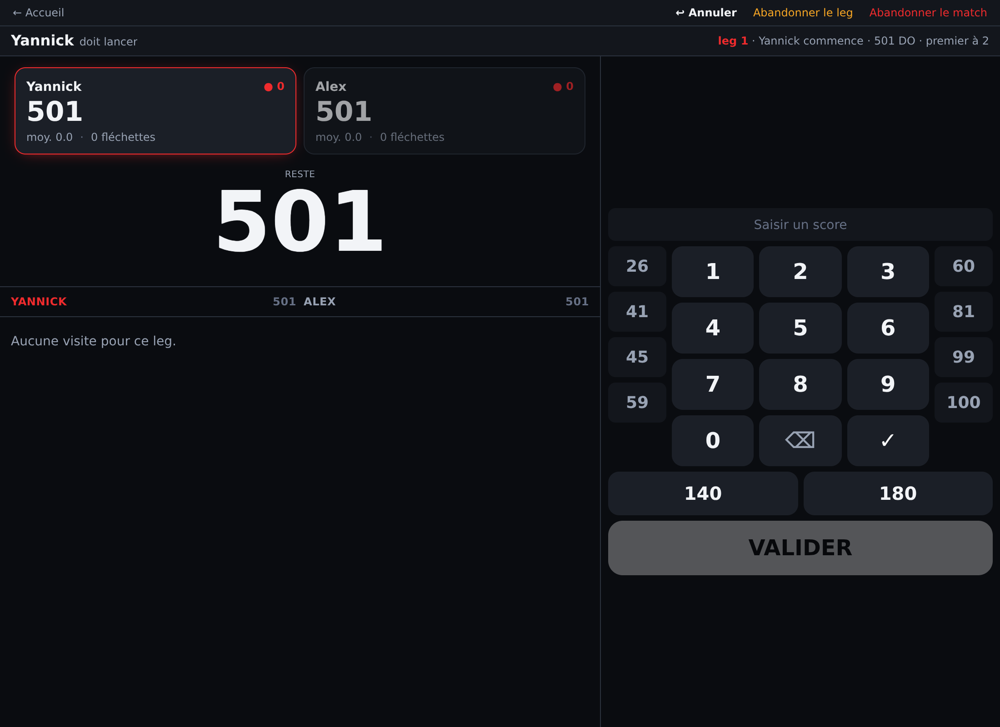 ← Accueil
↩ Annuler Abandonner le leg Abandonner le match
Yannick doit lancer
leg 1 · Yannick commence · 501 DO · premier à 2
Yannick ● 0
501
moy. 0.0 · 0 fléchettes
Alex ● 0
501
moy. 0.0 · 0 fléchettes
RESTE
501
YANNICK 501 ALEX 501
Aucune visite pour ce leg.
Saisir un score
26 1 2 3 60
41 4 5 6 81
45 7 8 9 99
59 0 ⌫ ✓ 100
140 180
VALIDER